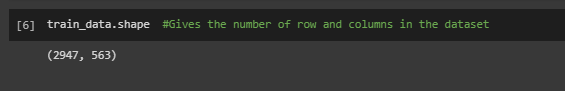 [6] train_data.shape #Gives the number of row and columns in the dataset
(2947, 563)